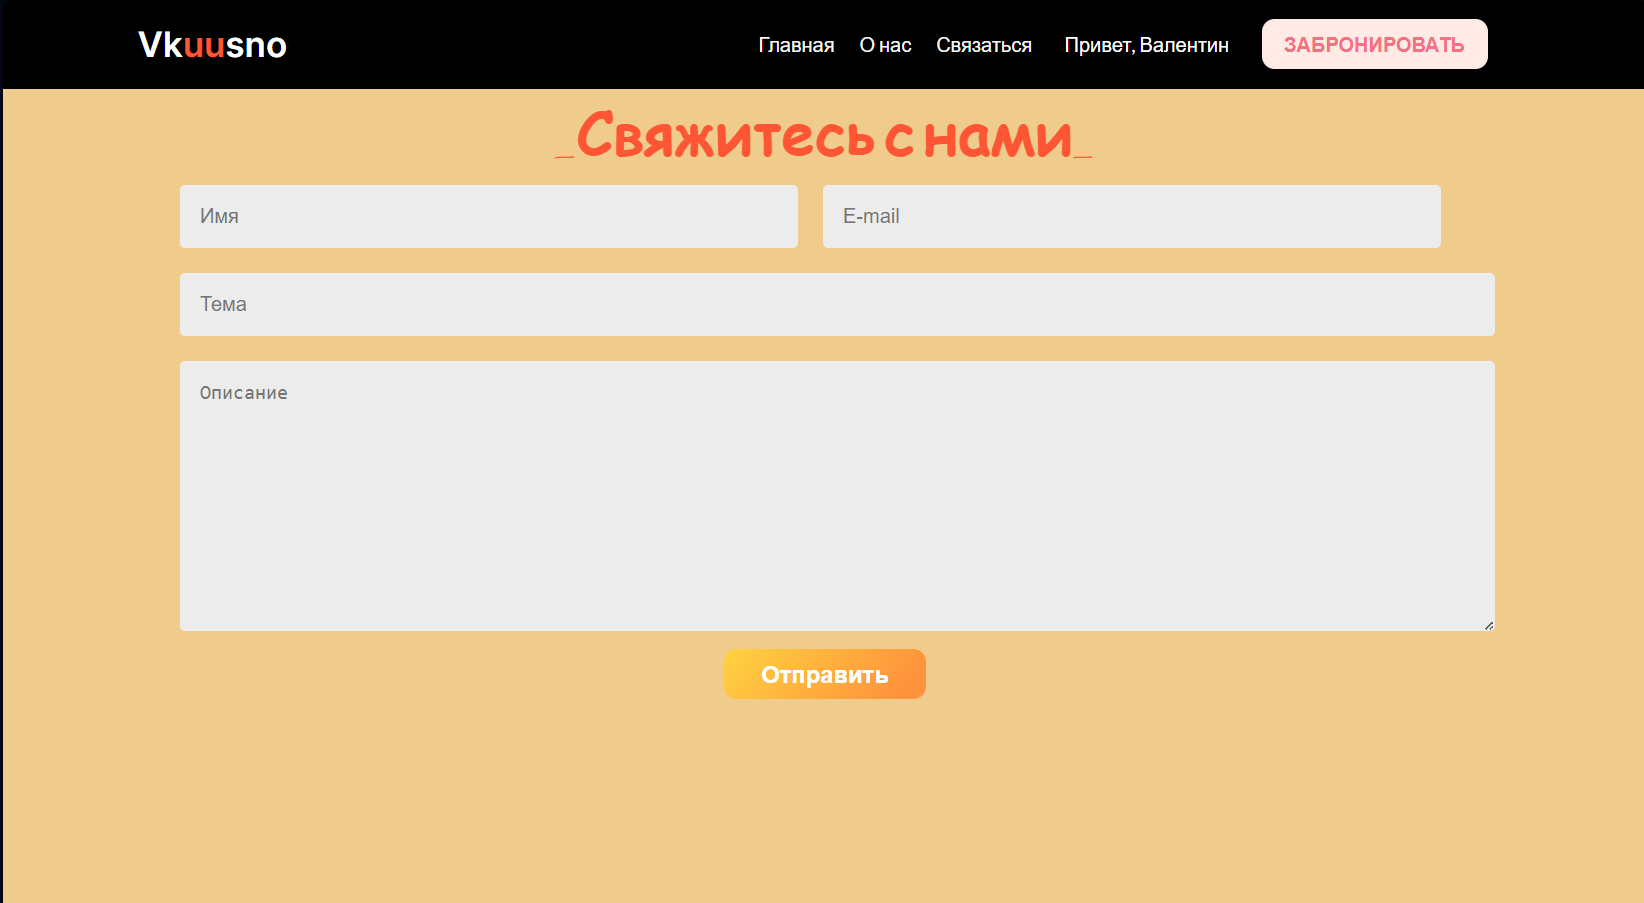 Vkuusno Главная О нас Связаться Привет, Валентин ЗАБРОНИРОВАТЬ
_Свяжитесь с нами_
Имя E-mail
Тема
Описание
Отправить